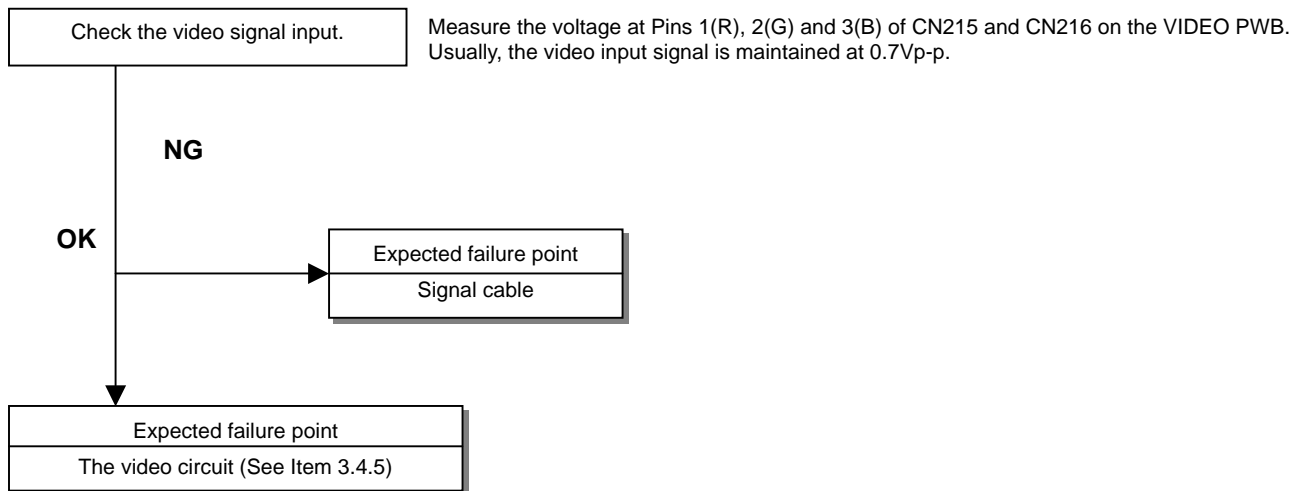 Check the video signal input.
Measure the voltage at Pins 1(R), 2(G) and 3(B) of CN215 and CN216 on the VIDEO PWB.
Usually, the video input signal is maintained at 0.7Vp-p.
NG
OK
Expected failure point
Signal cable
Expected failure point
The video circuit (See Item 3.4.5)